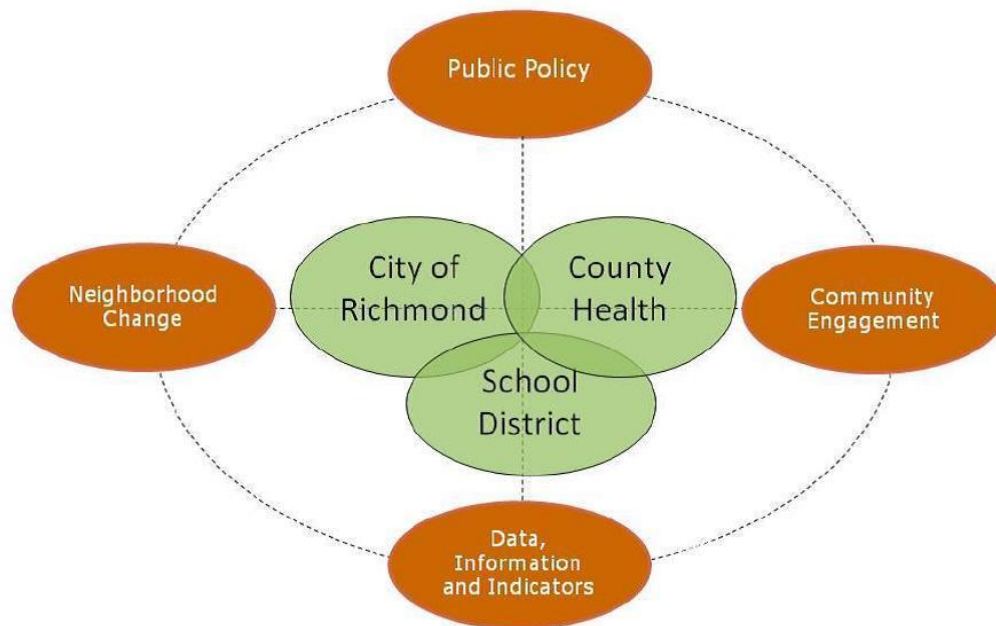 Public Policy
City of
Richmond
County
Health
Neighborhood
Change
Community
Engagement
School
District
Data,
Information
and Indicators